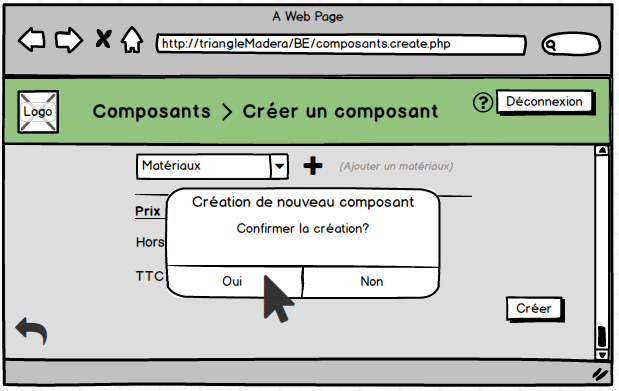 A Web Page
http://triangleMadera/BE/composants.create.php
Logo
Composants > Créer un composant
?
Déconnexion
Matériaux
(Ajouter un matériaux)
Création de nouveau composant
Confirmer la création?
Oui
Non
Prix
Hors
TTC
Créer